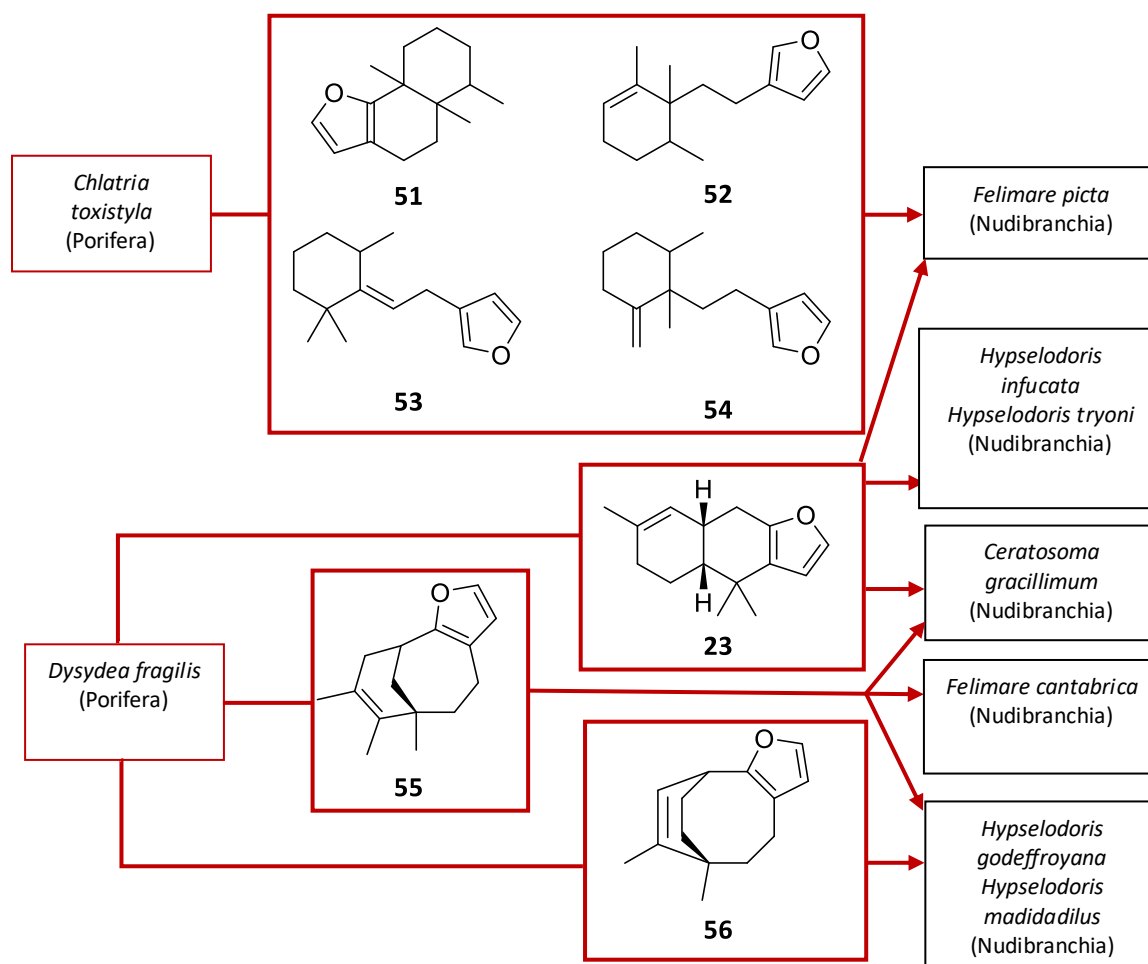 Chlatria
toxistyla
(Porifera)
O
51
O
52
O
53
O
54
Felimare picta
(Nudibranchia)
Hypselodoris
infucata
Hypselodoris tryoni
(Nudibranchia)
H
O
H
23
Ceratosoma
gracillimum
(Nudibranchia)
Dysydea fragilis
(Porifera)
O
55
Felimare cantabrica
(Nudibranchia)
O
56
Hypselodoris
godeffroyana
Hypselodoris
madidadilus
(Nudibranchia)